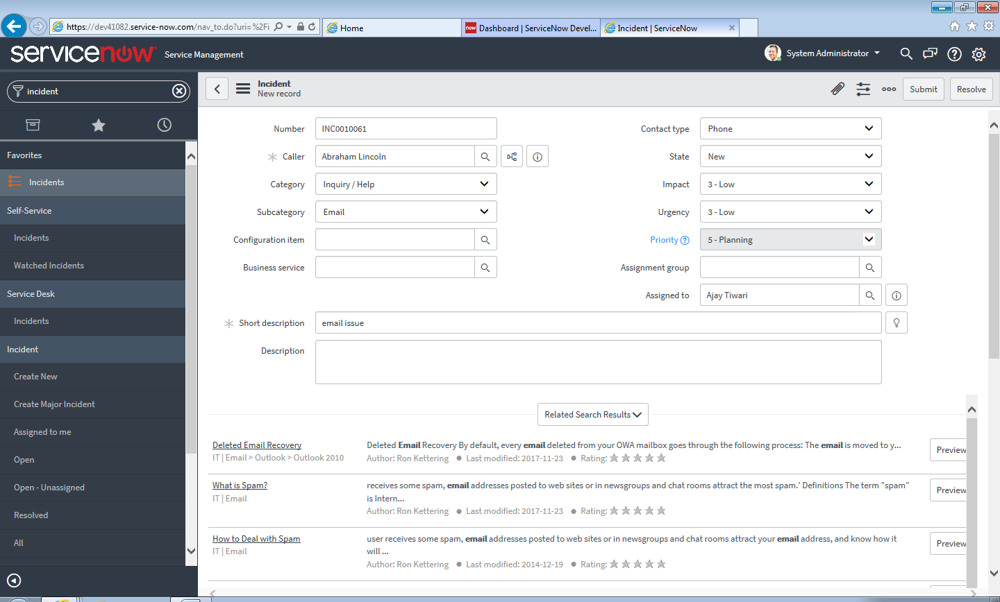 https://dev41082.service-now.com/nav_to.do?uri=%2Fi
Home
Dashboard | ServiceNow Devel...
Incident | ServiceNow
servicenow
Service Management
System Administrator
incident
Incident
New record
Submit
Resolve
Favorites
Incidents
Self-Service
Incidents
Watched Incidents
Service Desk
Incidents
Incident
Create New
Create Major Incident
Assigned to me
Open
Open - Unassigned
Resolved
All
Number
INC0010061
Contact type
Phone
Caller
Abraham Lincoln
State
New
Category
Inquiry / Help
Impact
3 - Low
Subcategory
Email
Urgency
3 - Low
Configuration item
Priority
5 - Planning
Business service
Assignment group
Assigned to
Ajay Tiwari
Short description
email issue
Description
Related Search Results
Deleted Email Recovery
IT | Email > Outlook > Outlook 2010
Deleted Email Recovery By default, every email deleted from your OWA mailbox goes through the following process: The email is moved to y...
Author: Ron Kettering ● Last modified: 2017-11-23 ● Rating:
Preview
What is Spam?
IT | Email
receives some spam, email addresses posted to web sites or in newsgroups and chat rooms attract the most spam.' Definitions The term "spam"
is Intern...
Author: Ron Kettering ● Last modified: 2017-11-23 ● Rating:
Preview
How to Deal with Spam
IT | Email
user receives some spam, email addresses posted to web sites or in newsgroups and chat rooms attract your email address, and know how it
will ...
Author: Ron Kettering ● Last modified: 2014-12-19 ● Rating:
Preview